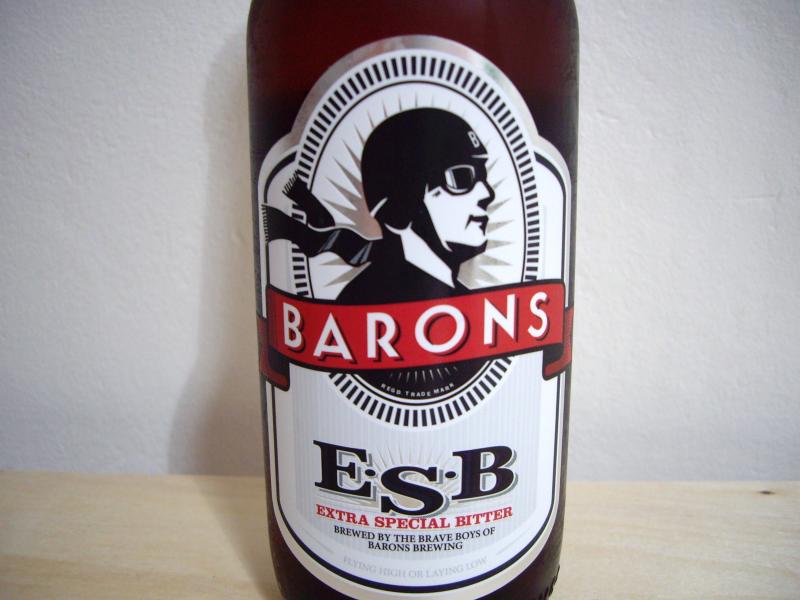 B
BARONS
REGD TRADE MARK
E·S·B
EXTRA SPECIAL BITTER
BREWED BY THE BRAVE BOYS OF
BARONS BREWING
FLYING HIGH OR LAYING LOW